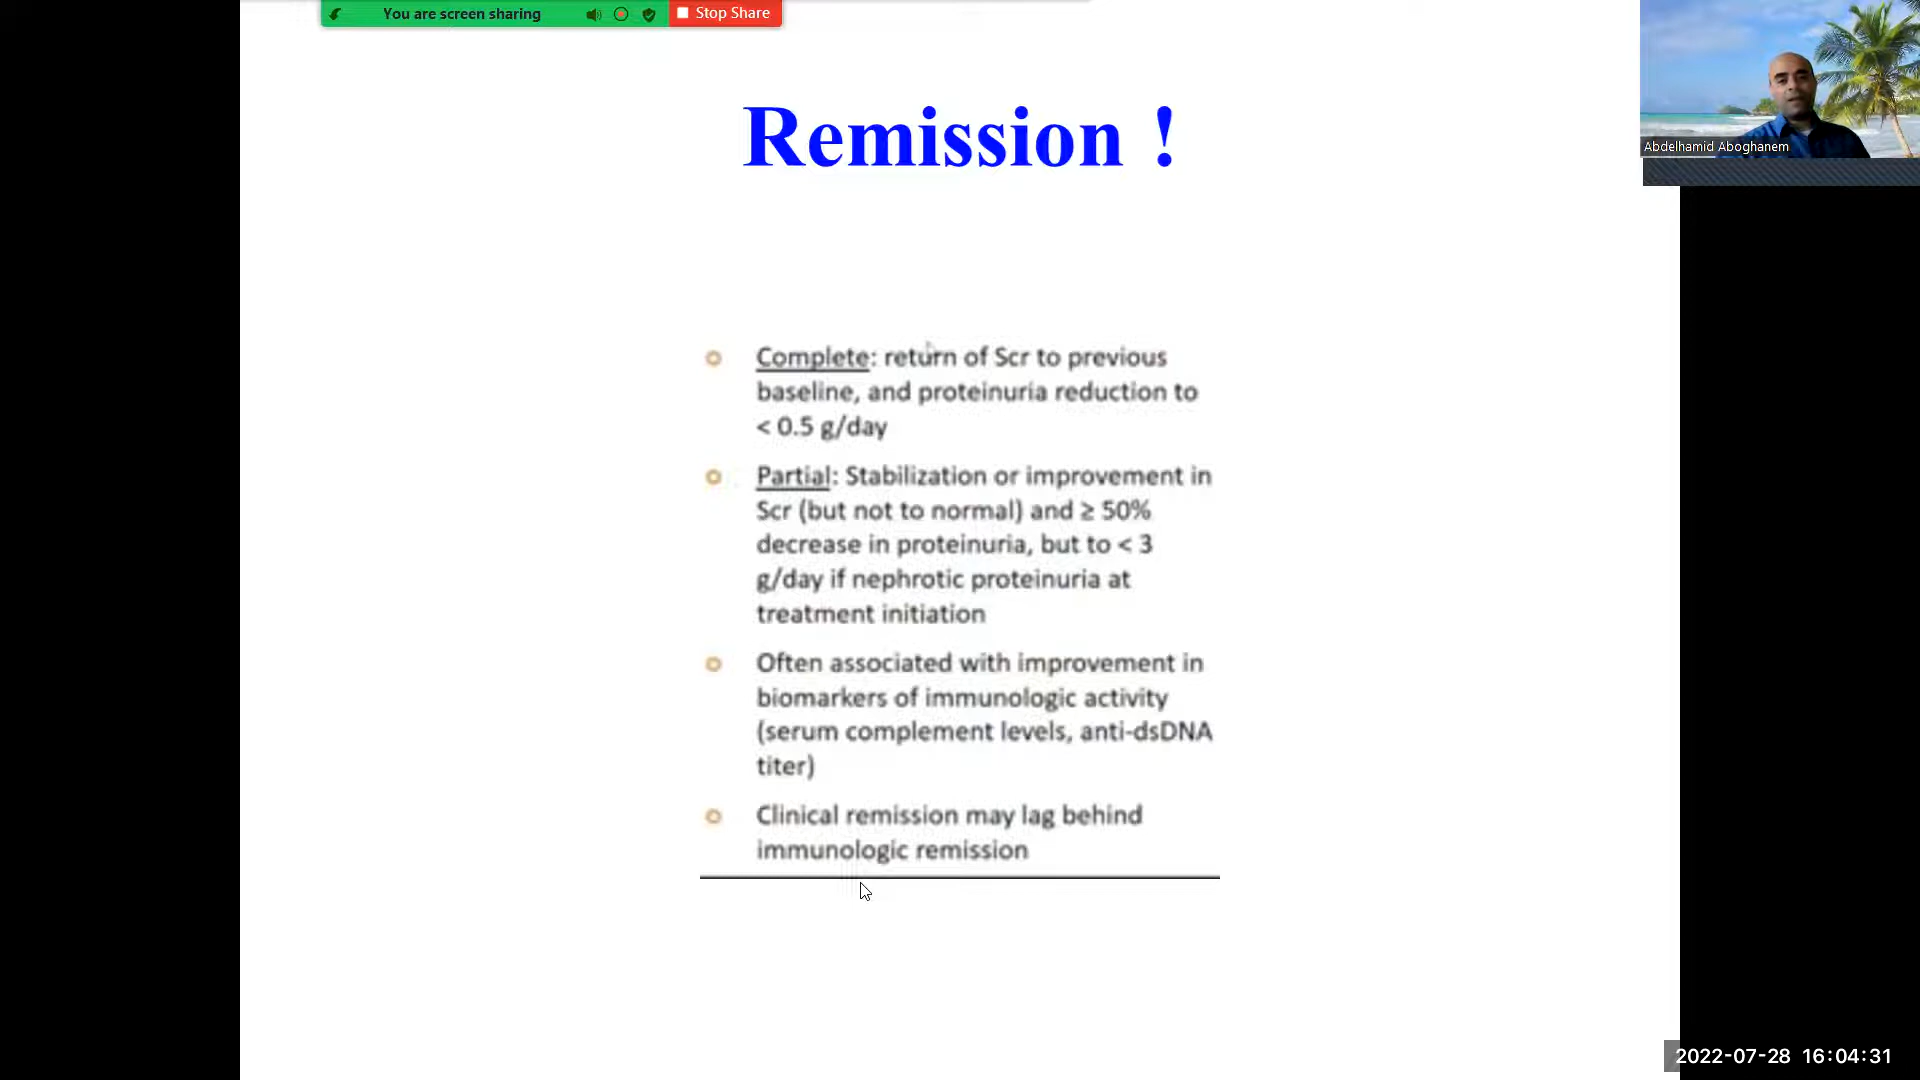 You are screen sharing
Stop Share
Remission !
Abdelhamid Aboghanem
Complete: return of Scr to previous
baseline, and proteinuria reduction to
< 0.5 g/day
Partial: Stabilization or improvement in
Scr (but not to normal) and ≥ 50%
decrease in proteinuria, but to < 3
g/day if nephrotic proteinuria at
treatment initiation
Often associated with improvement in
biomarkers of immunologic activity
(serum complement levels, anti-dsDNA
titer)
Clinical remission may lag behind
immunologic remission
2022-07-28 16:04:31